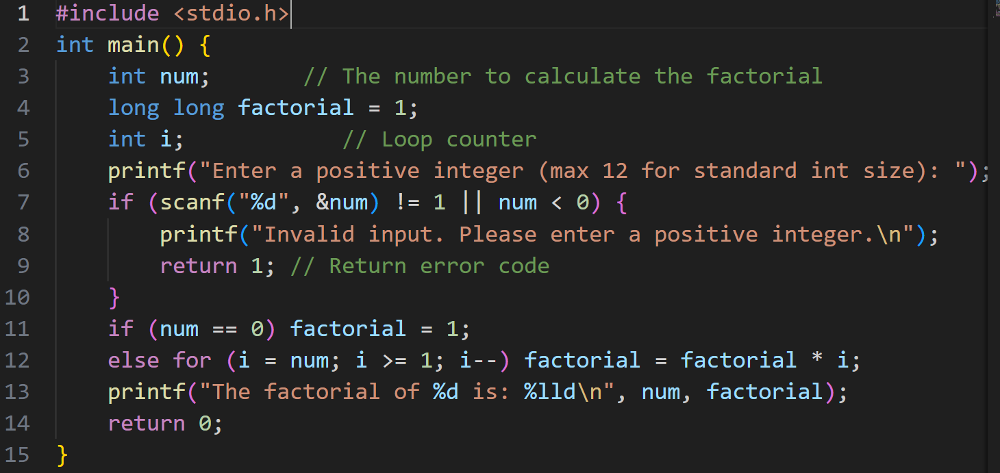 1 #include <stdio.h>
2 int main() {
3     int num;       // The number to calculate the factorial
4     long long factorial = 1;
5     int i;            // Loop counter
6     printf("Enter a positive integer (max 12 for standard int size): ");
7     if (scanf("%d", &num) != 1 || num < 0) {
8         printf("Invalid input. Please enter a positive integer.\n");
9         return 1; // Return error code
10     }
11     if (num == 0) factorial = 1;
12     else for (i = num; i >= 1; i--) factorial = factorial * i;
13     printf("The factorial of %d is: %lld\n", num, factorial);
14     return 0;
15 }